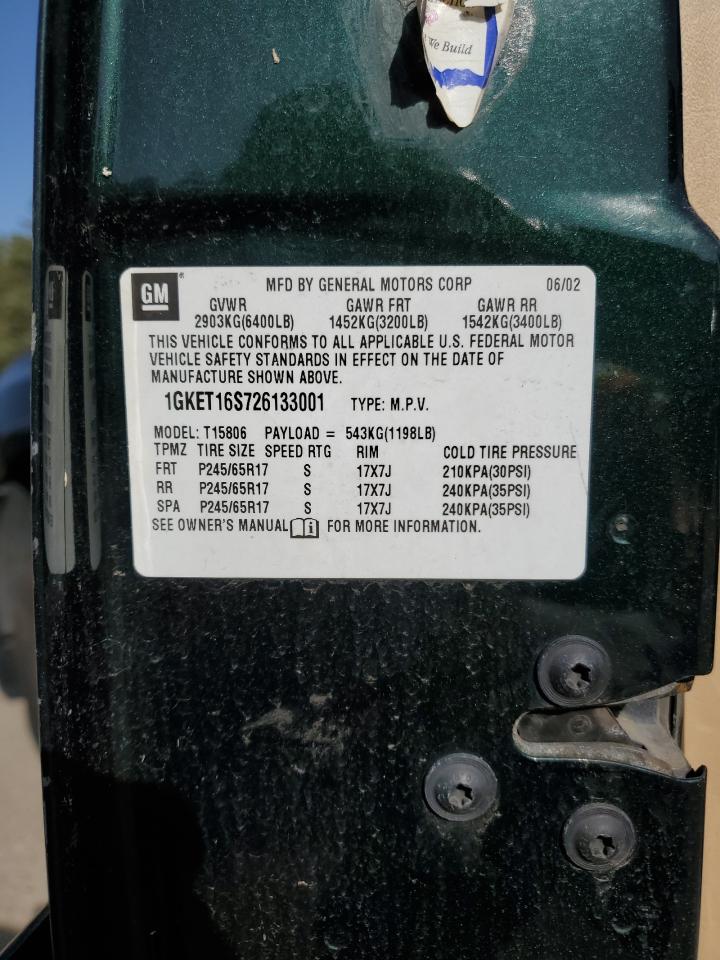 We Build
GM
MFD BY GENERAL MOTORS CORP 06/02
GVWR GAWR FRT GAWR RR
2903KG(6400LB) 1452KG(3200LB) 1542KG(3400LB)
THIS VEHICLE CONFORMS TO ALL APPLICABLE U.S. FEDERAL MOTOR
VEHICLE SAFETY STANDARDS IN EFFECT ON THE DATE OF
MANUFACTURE SHOWN ABOVE.
1GKET16S726133001 TYPE: M.P.V.
MODEL: T15806 PAYLOAD = 543KG(1198LB)
TPMZ TIRE SIZE SPEED RTG RIM COLD TIRE PRESSURE
FRT P245/65R17 S 17X7J 210KPA(30PSI)
RR P245/65R17 S 17X7J 240KPA(35PSI)
SPA P245/65R17 S 17X7J 240KPA(35PSI)
SEE OWNER'S MANUAL FOR MORE INFORMATION.